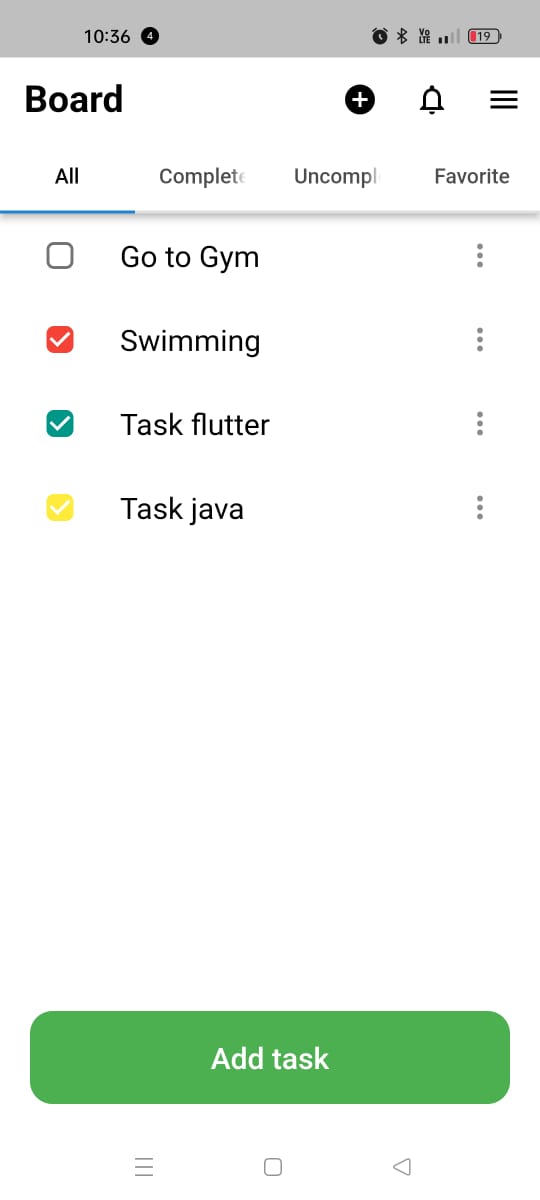 10:36 4 Vo LTE 19
Board
All Complete Uncompl Favorite
Go to Gym
Swimming
Task flutter
Task java
Add task